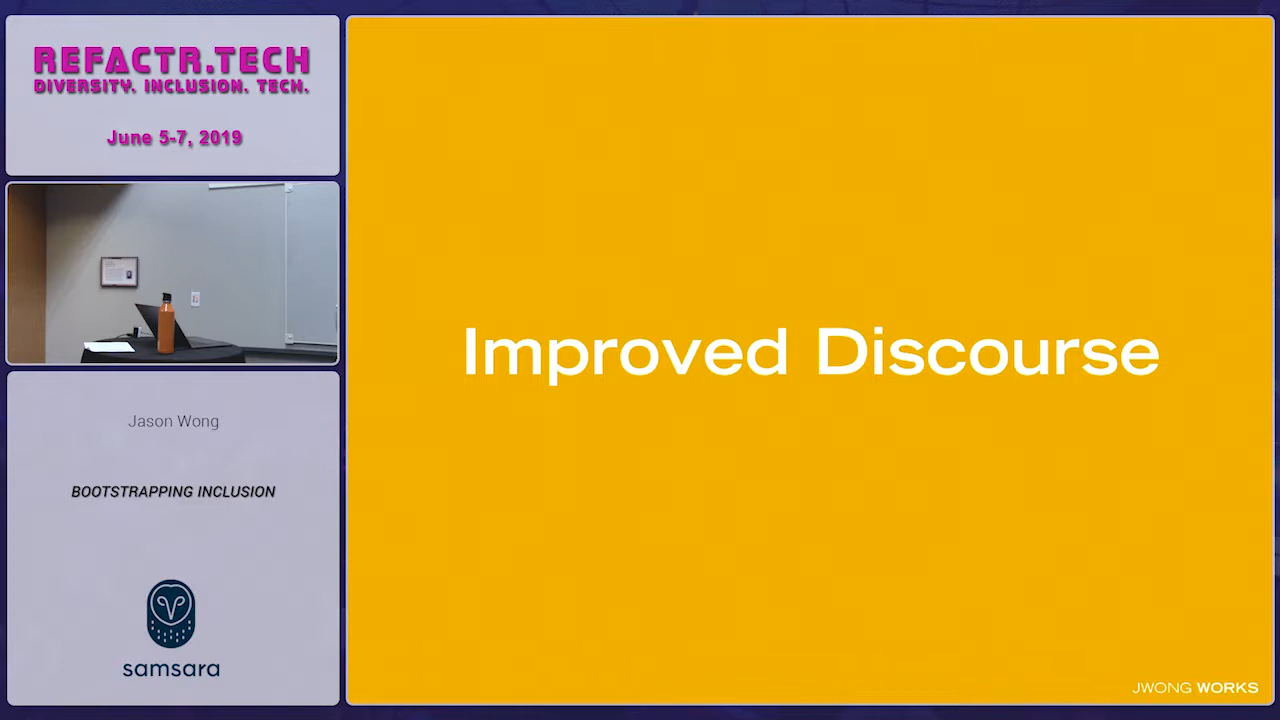 REFACTR.TECH
DIVERSITY. INCLUSION. TECH.
June 5-7, 2019
Jason Wong
BOOTSTRAPPING INCLUSION
samsara
Improved Discourse
JWONG WORKS